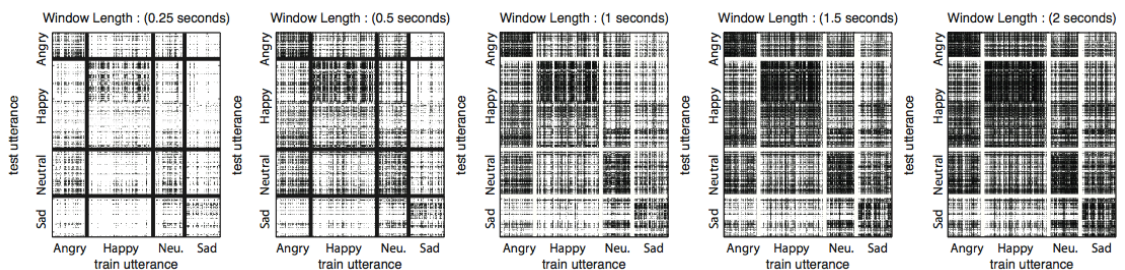 Window Length : (0.25 seconds)
Window Length : (0.5 seconds)
Window Length : (1 seconds)
Window Length : (1.5 seconds)
Window Length : (2 seconds)
test utterance
Angry
Happy
Neutral
Sad
Angry Happy Neu. Sad
train utterance
test utterance
Angry
Happy
Neutral
Sad
Angry Happy Neu. Sad
train utterance
test utterance
Angry
Happy
Neutral
Sad
Angry Happy Neu. Sad
train utterance
test utterance
Angry
Happy
Neutral
Sad
Angry Happy Neu. Sad
train utterance
test utterance
Angry
Happy
Neutral
Sad
Angry Happy Neu. Sad
train utterance